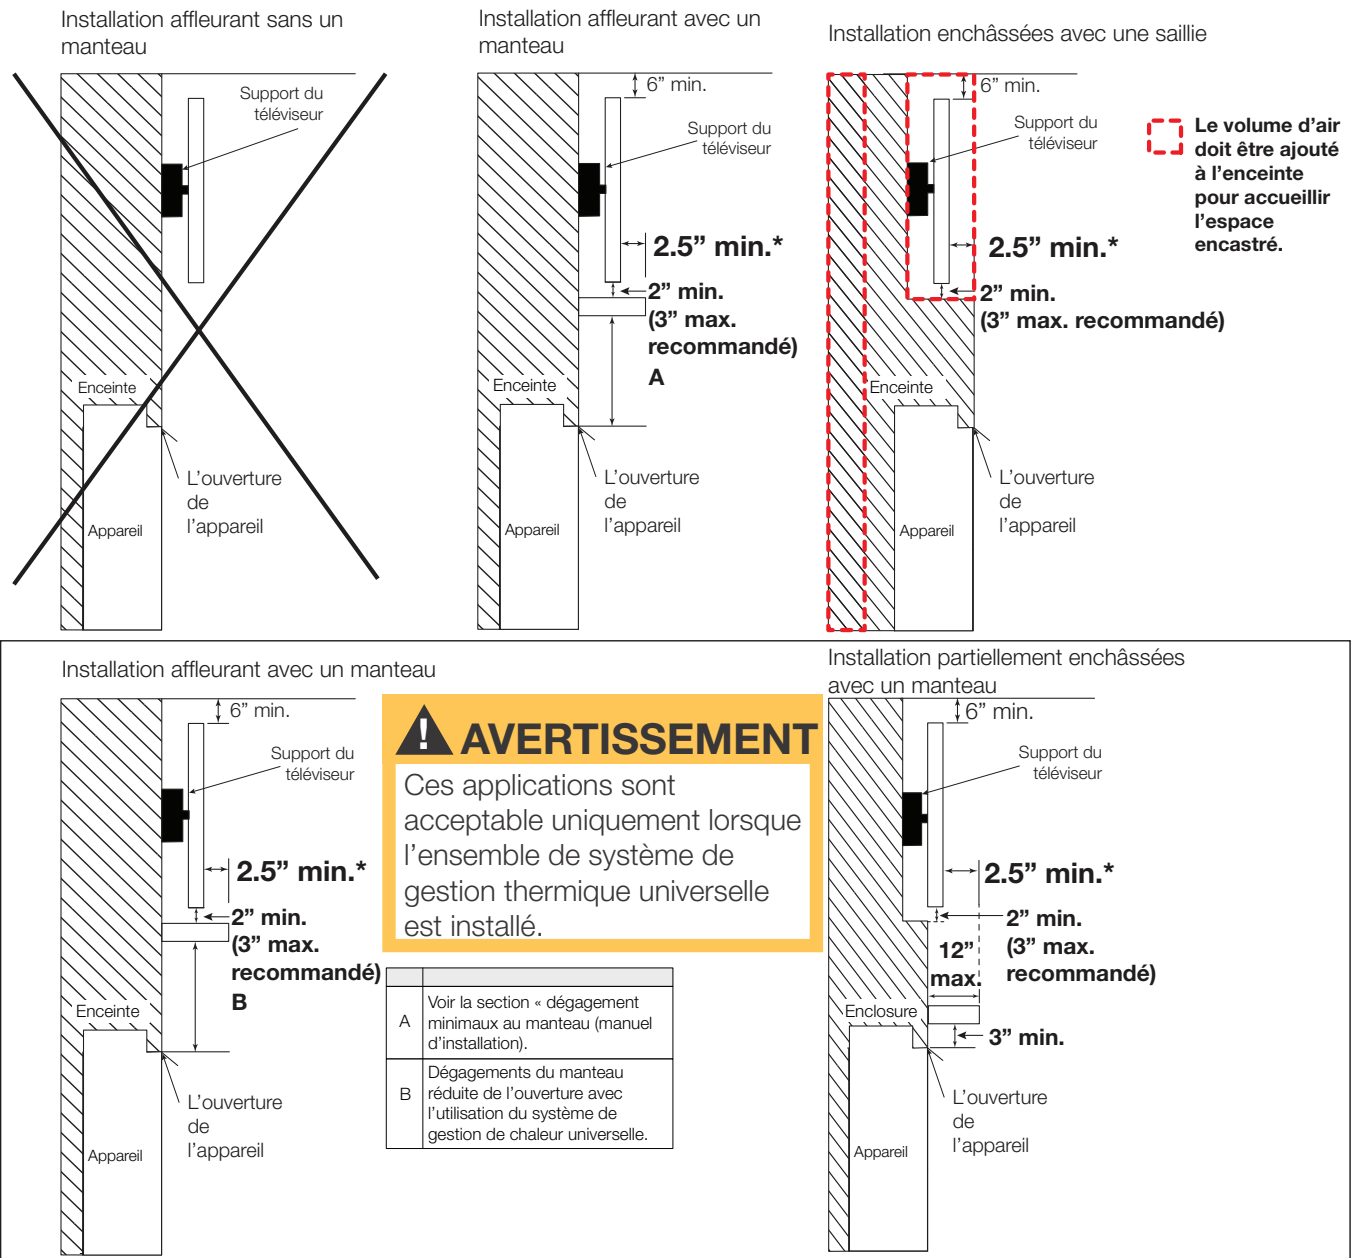 Installation affleurant sans un
manteau
Support du
téléviseur
Enceinte
L'ouverture
de
l'appareil
Appareil
Installation affleurant avec un
manteau
6" min.
Support du
téléviseur
2.5" min.*
2" min.
(3" max.
recommandé)
A
Enceinte
L'ouverture
de
l'appareil
Appareil
Installation enchâssées avec une saillie
6" min.
Support du
téléviseur
2.5" min.*
2" min.
(3" max. recommandé)
Enceinte
L'ouverture
de
l'appareil
Appareil
Le volume d'air
doit être ajouté
à l'enceinte
pour accueillir
l'espace
encastré.
Installation affleurant avec un manteau
6" min.
Support du
téléviseur
2.5" min.*
2" min.
(3" max.
recommandé)
B
Enceinte
L'ouverture
de
l'appareil
Appareil
! AVERTISSEMENT
Ces applications sont
acceptable uniquement lorsque
l'ensemble de système de
gestion thermique universelle
est installé.
A
Voir la section « dégagement
minimaux au manteau (manuel
d'installation).
B
Dégagements du manteau
réduite de l'ouverture avec
l'utilisation du système de
gestion de chaleur universelle.
Installation partiellement enchâssées
avec un manteau
6" min.
Support du
téléviseur
2.5" min.*
2" min.
(3" max.
recommandé)
12"
max.
Enclosure
3" min.
L'ouverture
de
l'appareil
Appareil